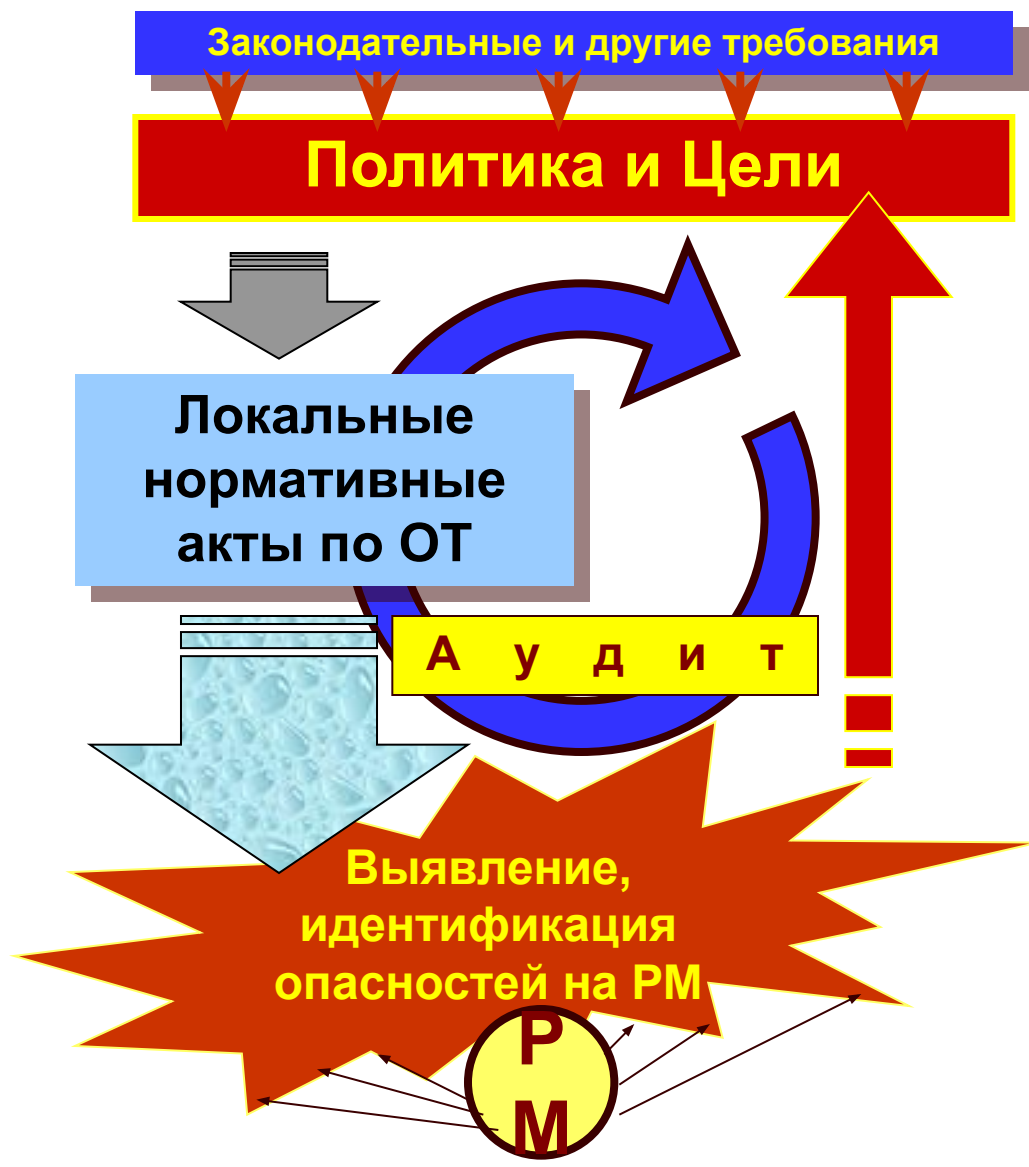 Законодательные и другие требования
Политика и Цели
Локальные
нормативные
акты по ОТ
А у д и т
Выявление,
идентификация
опасностей на РМ
Р
М